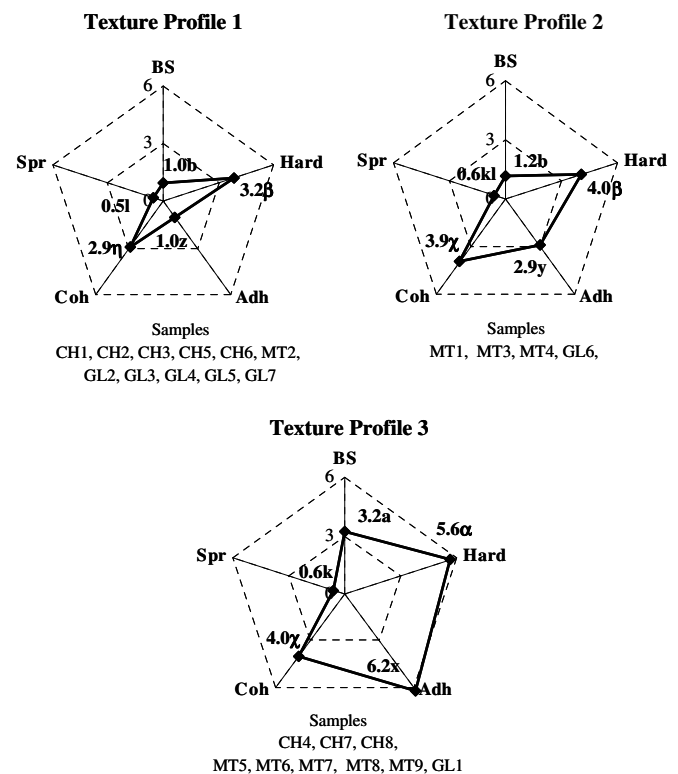 Texture Profile 1
BS
6
3
1.0b
Spr
Hard
0.5l
3.2β
2.9η
1.0z
Coh
Adh
Samples
CH1, CH2, CH3, CH5, CH6, MT2,
GL2, GL3, GL4, GL5, GL7
Texture Profile 2
BS
6
3
1.2b
Spr
Hard
0.6kl
4.0β
0
3.9χ
2.9y
Coh
Adh
Samples
MT1, MT3, MT4, GL6,
Texture Profile 3
BS
6
3.2a
5.6α
3
Spr
Hard
0.6k
4.0χ
6.2x
Coh
Adh
Samples
CH4, CH7, CH8,
MT5, MT6, MT7, MT8, MT9, GL1